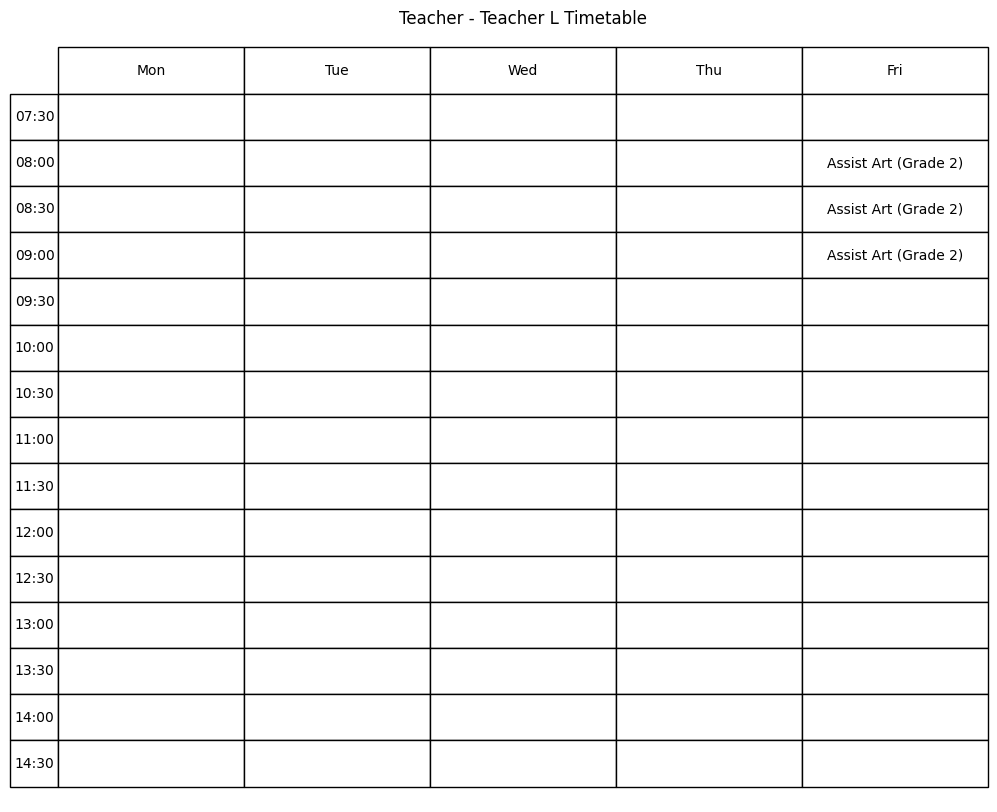 Teacher - Teacher L Timetable
Mon Tue Wed Thu Fri
07:30
08:00 Assist Art (Grade 2)
08:30 Assist Art (Grade 2)
09:00 Assist Art (Grade 2)
09:30
10:00
10:30
11:00
11:30
12:00
12:30
13:00
13:30
14:00
14:30